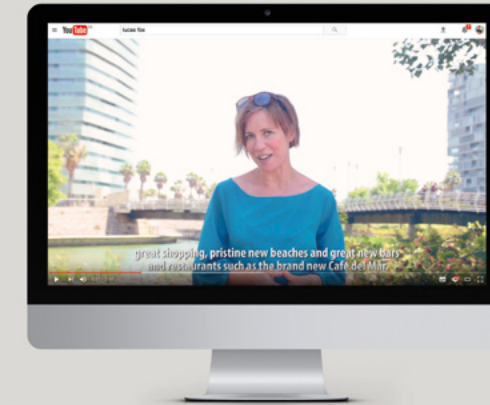 YouTube
lucas fox
great shopping, pristine new beaches and great new bars
and restaurants such as the brand new Café del Mar.